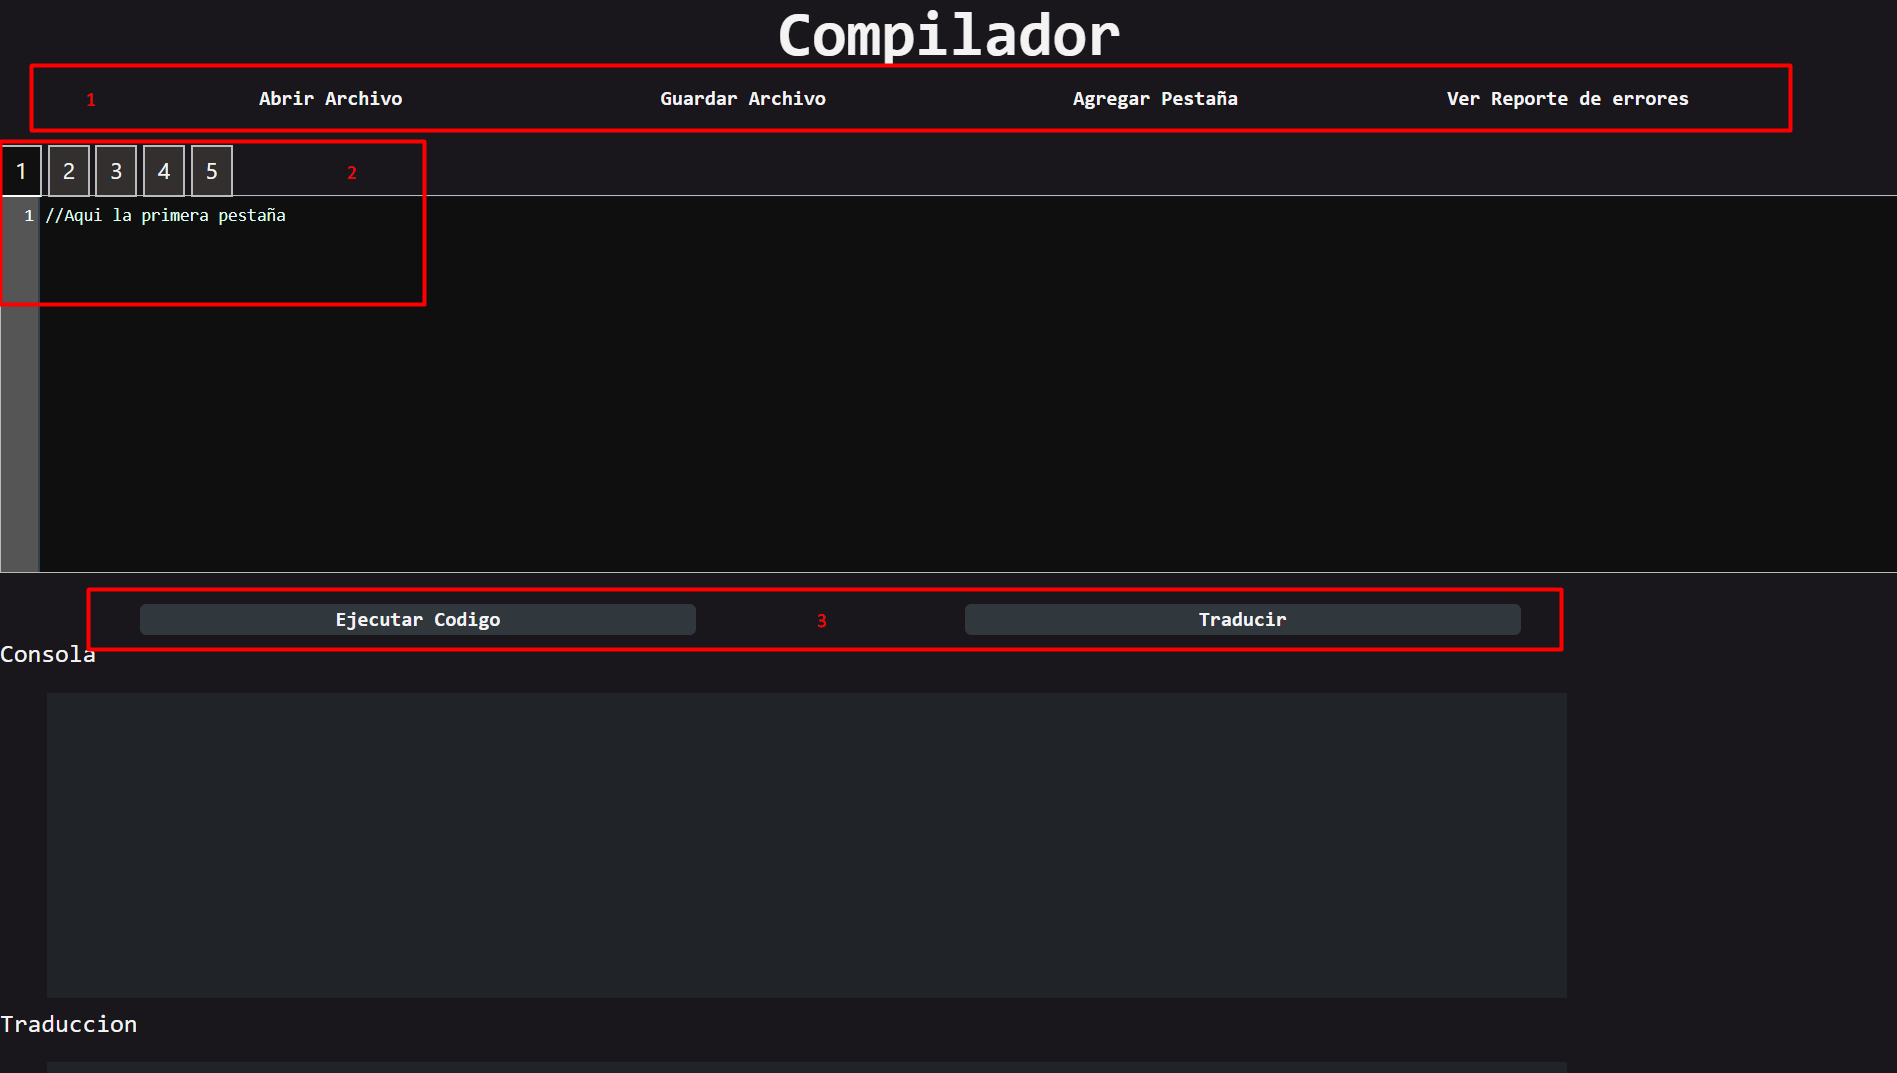 Compilador
1 Abrir Archivo Guardar Archivo Agregar Pestaña Ver Reporte de errores
1 2 3 4 5 2
1 //Aqui la primera pestaña
Ejecutar Codigo 3 Traducir
Consola
Traduccion